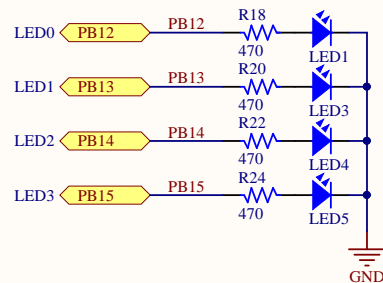 LED0 PB12 PB12 R18
470 LED1
LED1 PB13 PB13 R20
470 LED3
LED2 PB14 PB14 R22
470 LED4
LED3 PB15 PB15 R24
470 LED5
GND